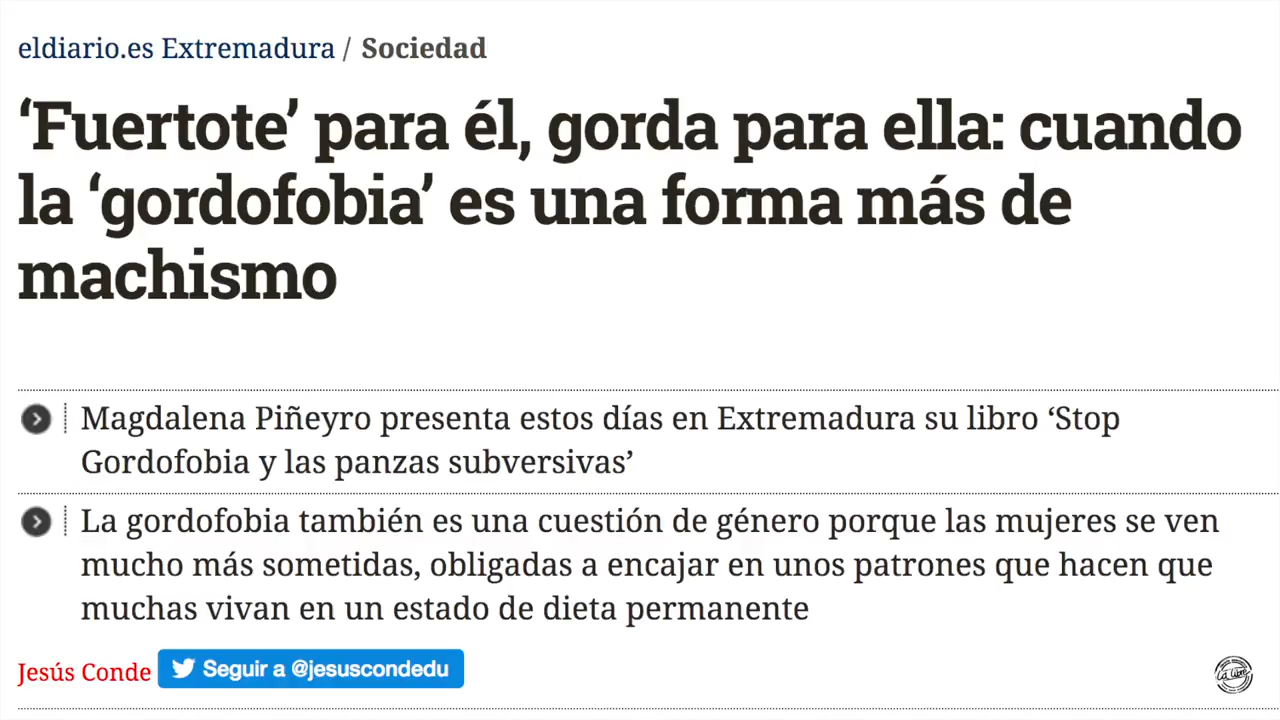 eldiario.es Extremadura / Sociedad
‘Fuertote’ para él, gorda para ella: cuando
la ‘gordofobia’ es una forma más de
machismo
Magdalena Piñeyro presenta estos días en Extremadura su libro ‘Stop
Gordofobia y las panzas subversivas’
La gordofobia también es una cuestión de género porque las mujeres se ven
mucho más sometidas, obligadas a encajar en unos patrones que hacen que
muchas vivan en un estado de dieta permanente
Jesús Conde Seguir a @jesuscondedu